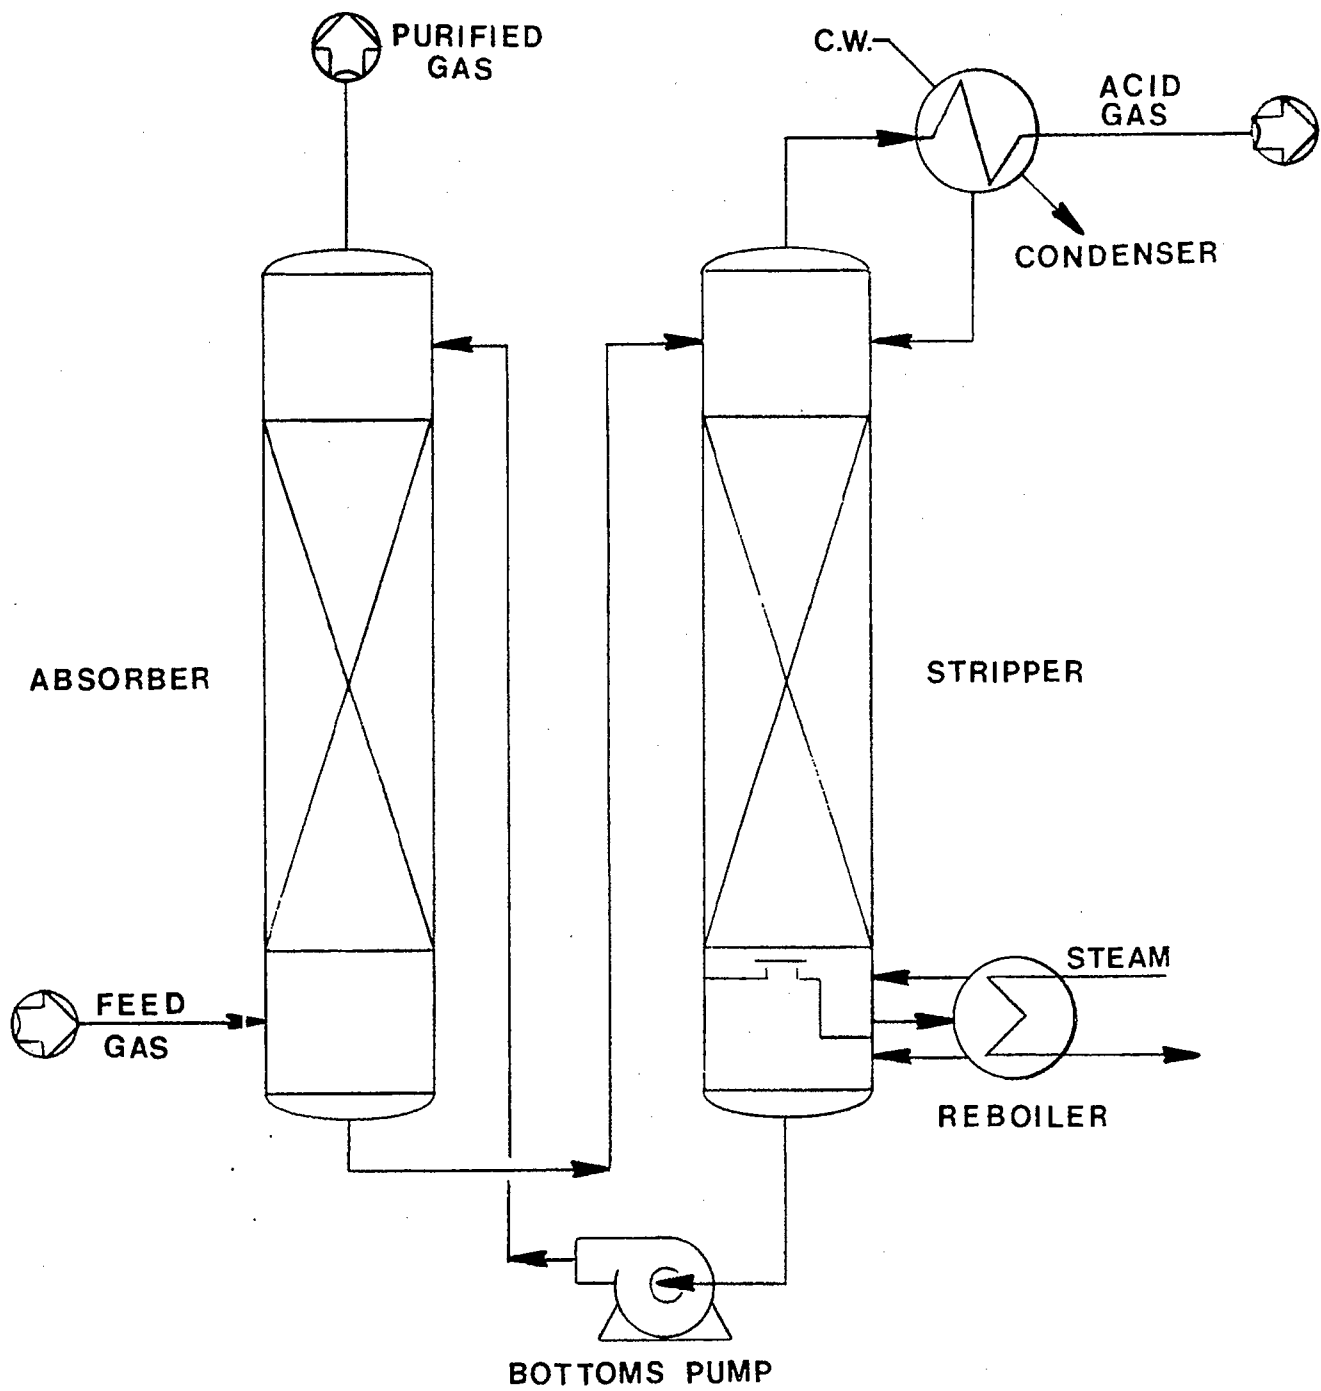 PURIFIED
GAS
C.W.
ACID
GAS
CONDENSER
ABSORBER
STRIPPER
STEAM
FEED
GAS
REBOILER
BOTTOMS PUMP